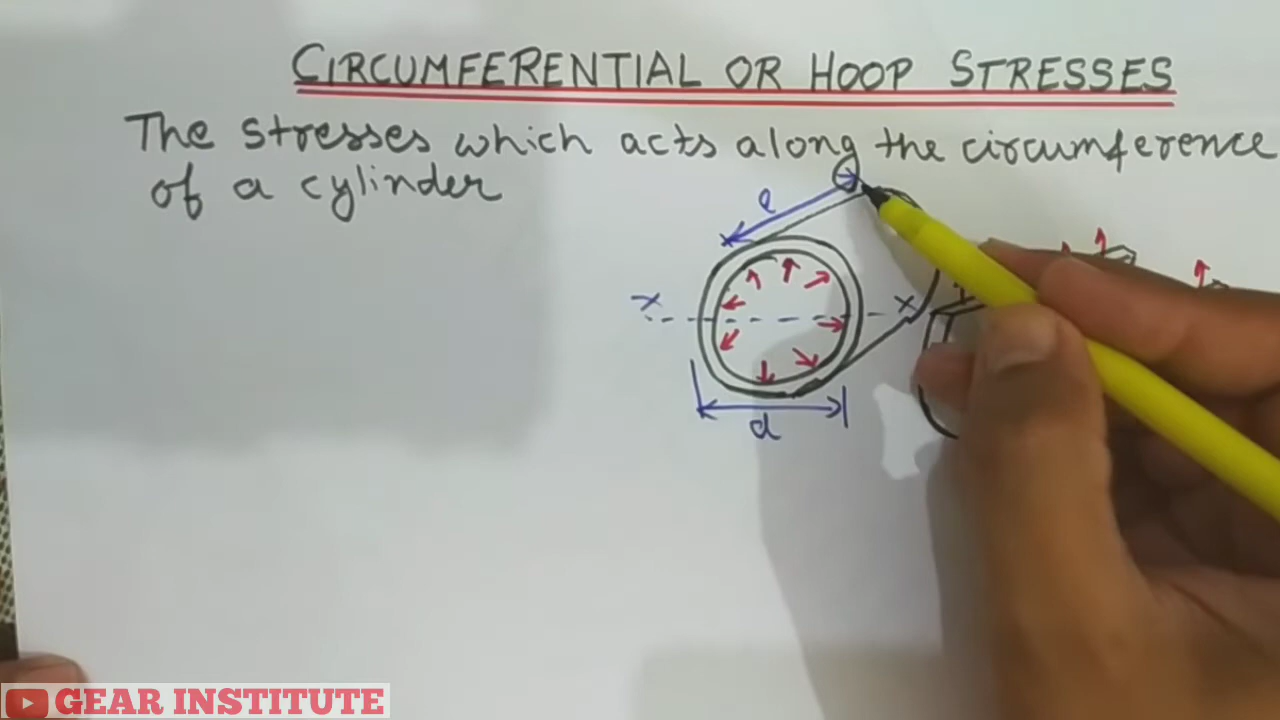 CIRCUMFERENTIAL OR HOOP STRESSES
The stresses which acts along the circumference
of a cylinder
l
x x
d
GEAR INSTITUTE